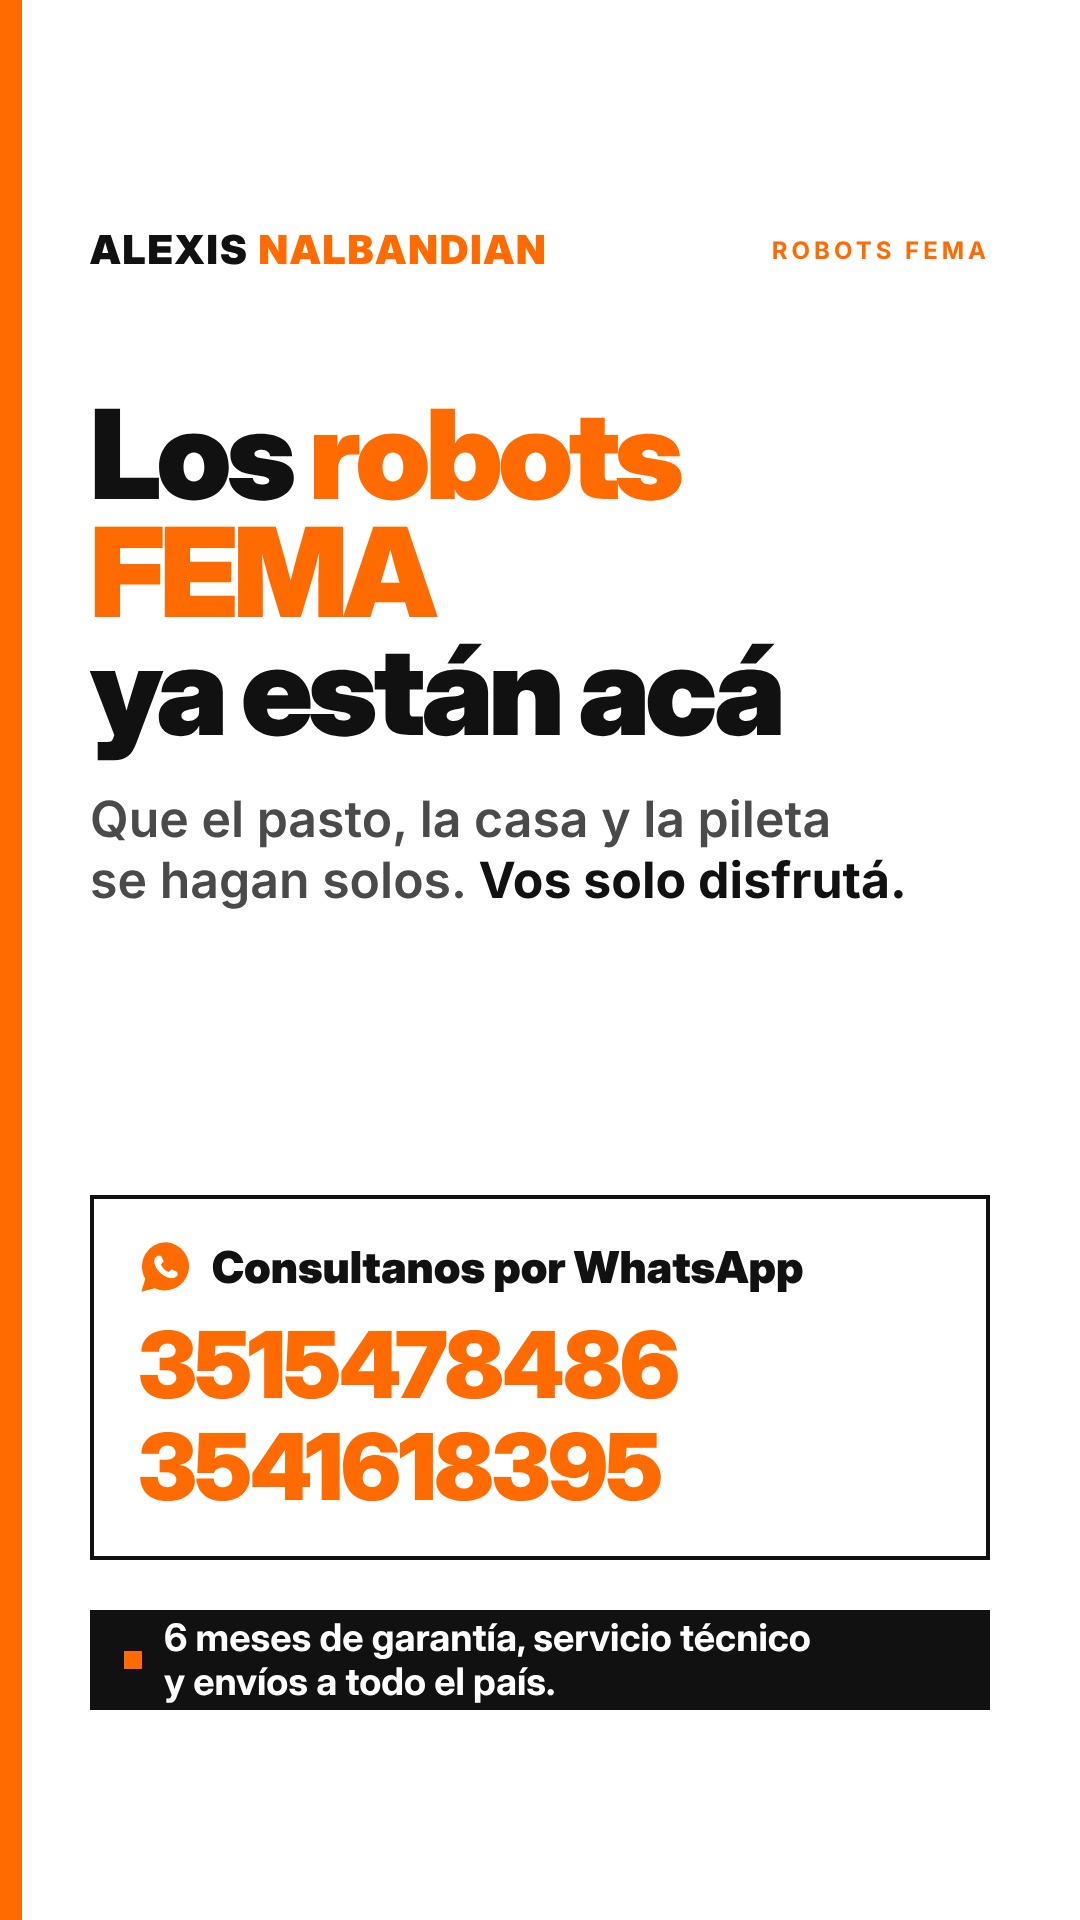 ALEXIS NALBANDIAN
ROBOTS FEMA
Los robots
FEMA
ya están acá
Que el pasto, la casa y la pileta
se hagan solos. Vos solo disfrutá.
Consultanos por WhatsApp
3515478486
3541618395
6 meses de garantía, servicio técnico
y envíos a todo el país.